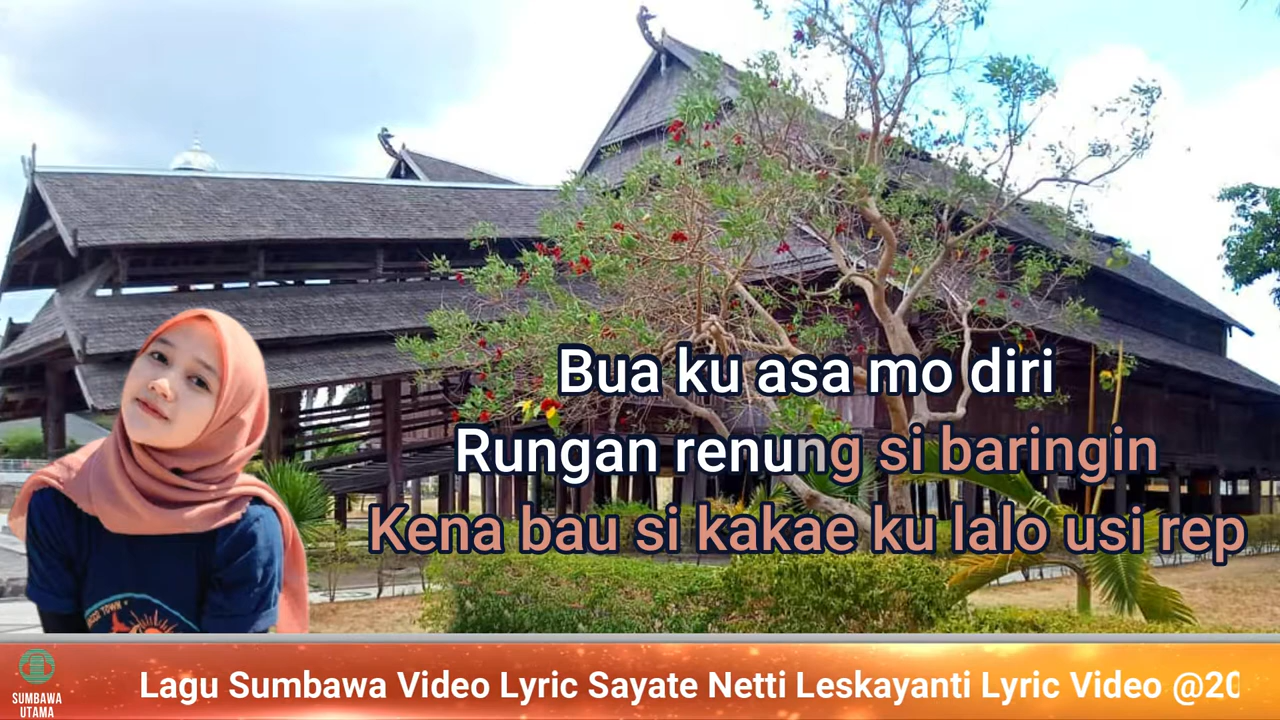 Bua ku asa mo diri
Rungan renung si baringin
Kena bau si kakae ku lalo usi rep
Lagu Sumbawa Video Lyric Sayate Netti Leskayanti Lyric Video @20
SUMBAWA
UTAMA